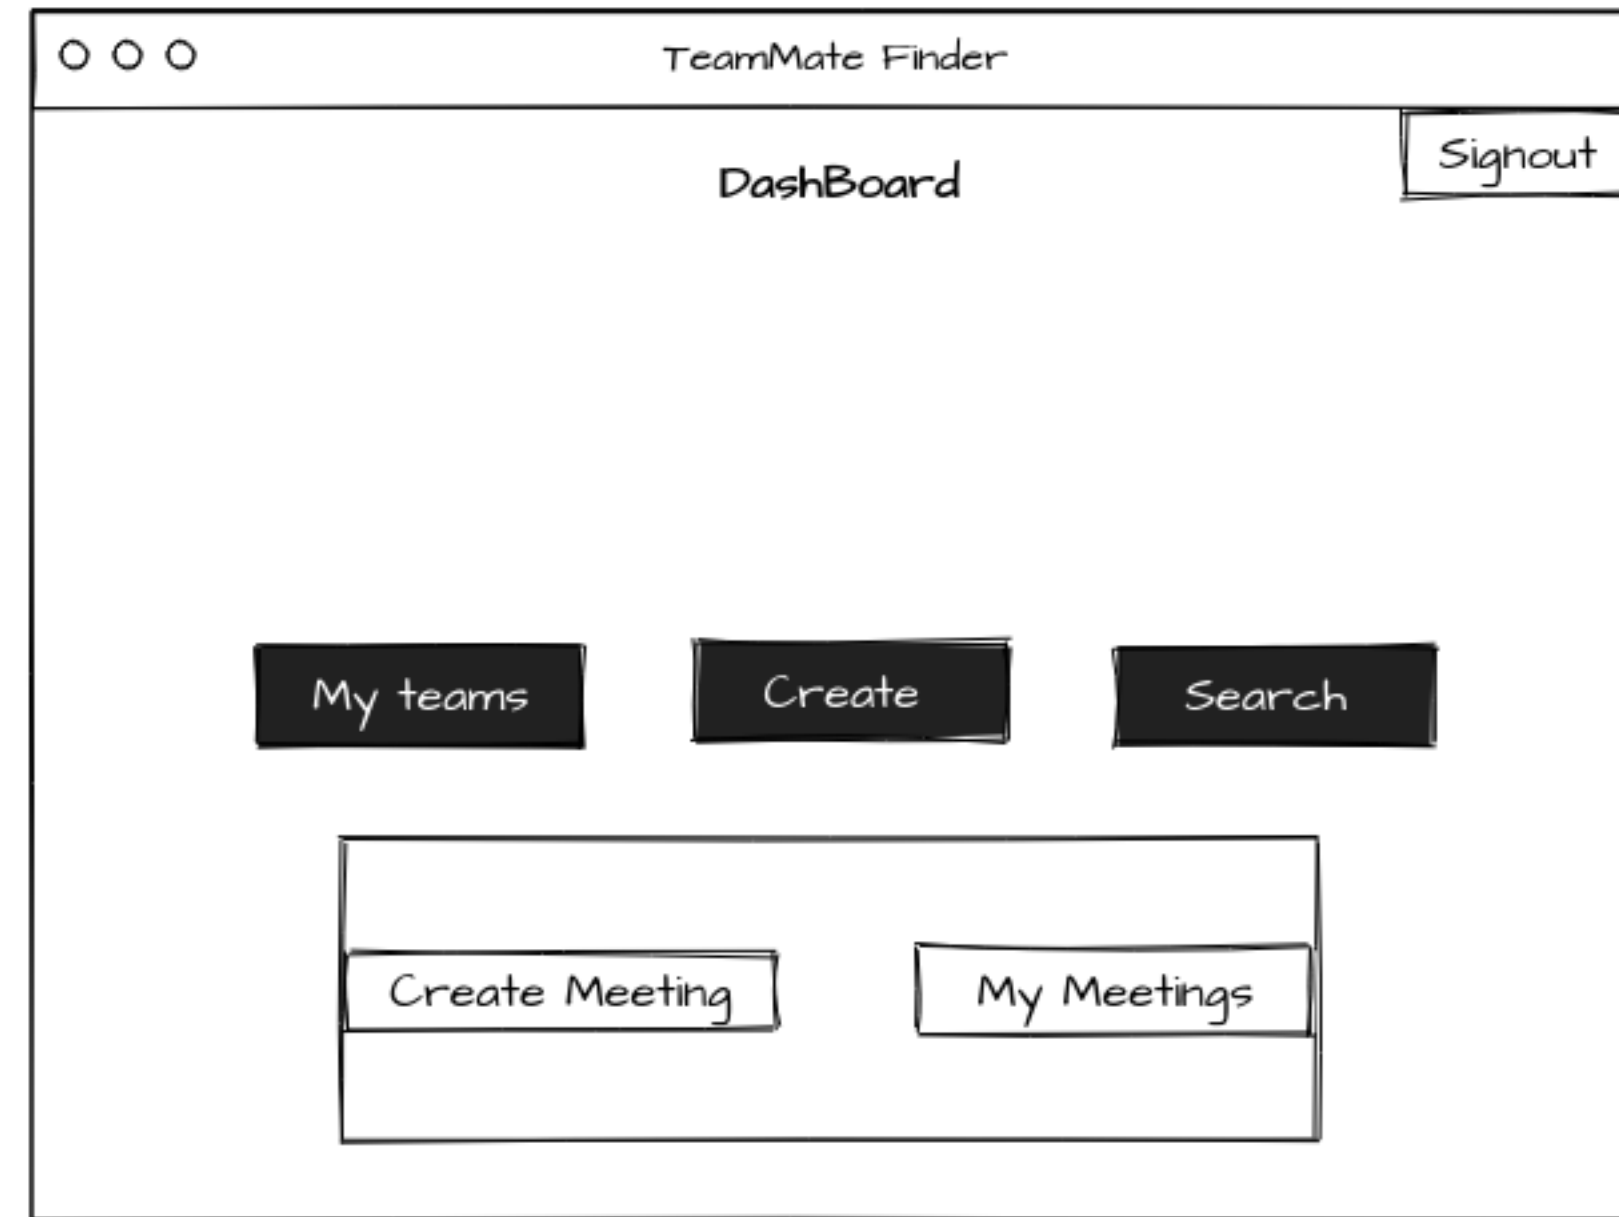 TeamMate Finder
Signout
DashBoard
My teams
Create
Search
Create Meeting
My Meetings